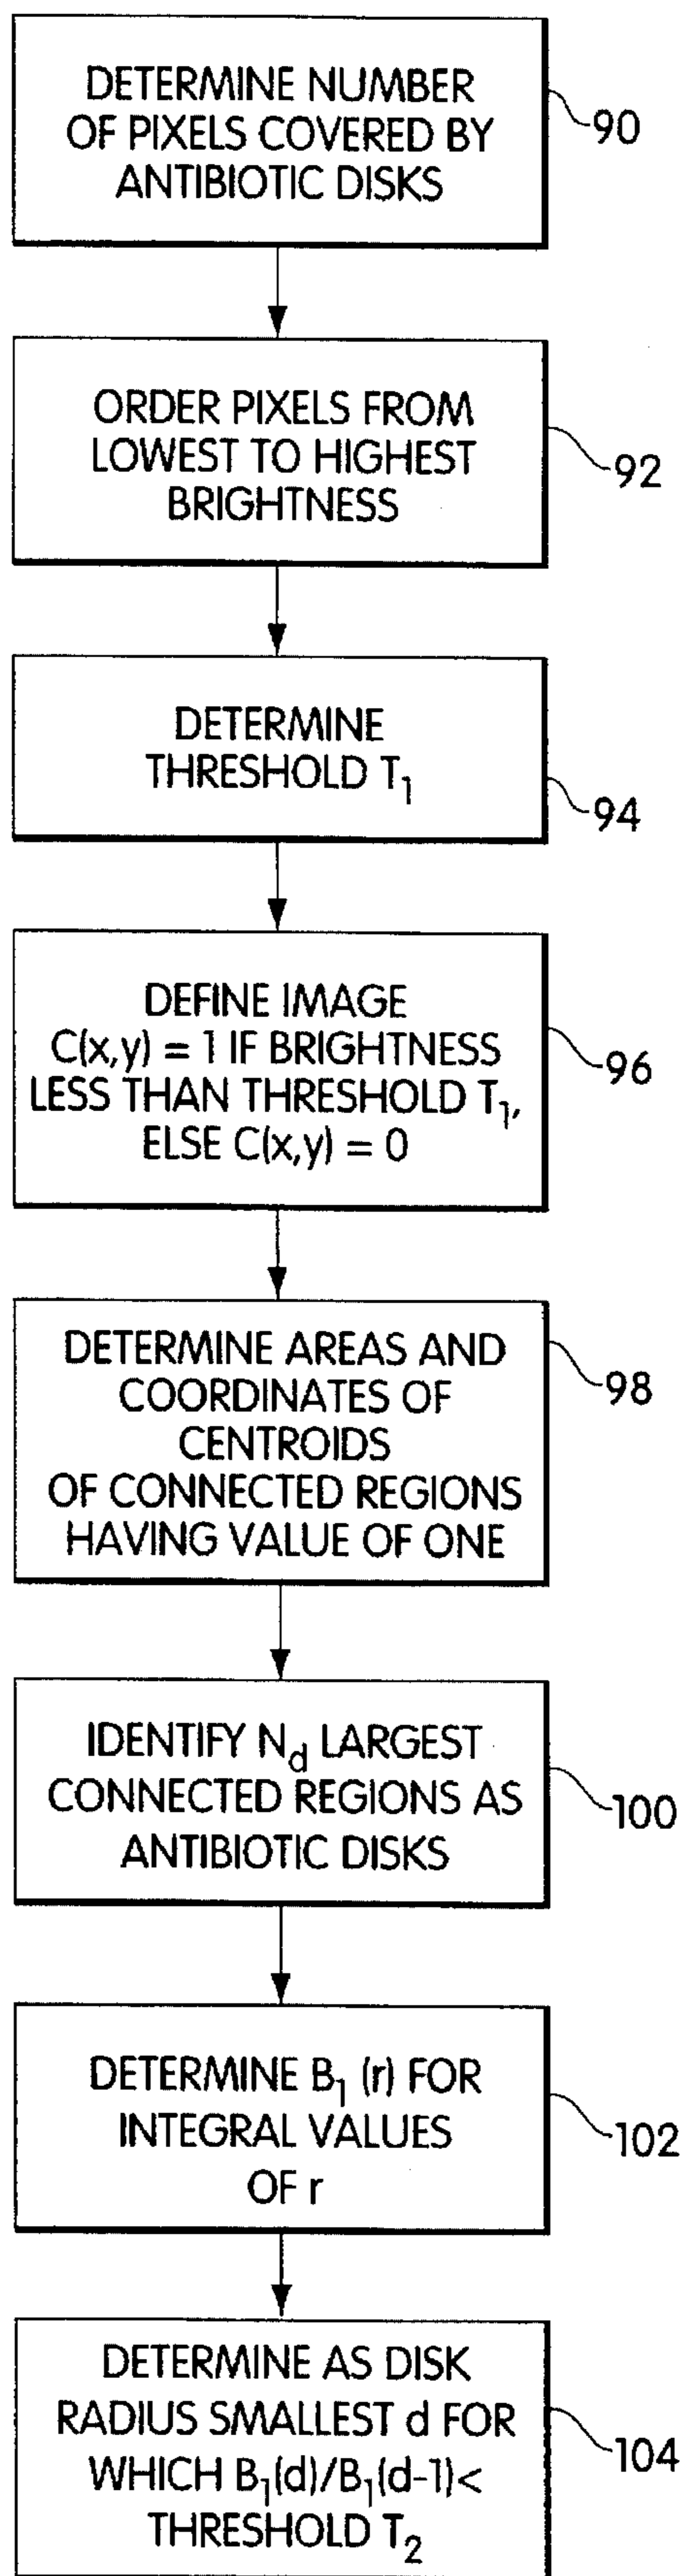 DETERMINE NUMBER
OF PIXELS COVERED BY
ANTIBIOTIC DISKS
90
ORDER PIXELS FROM
LOWEST TO HIGHEST
BRIGHTNESS
92
DETERMINE
THRESHOLD T1
94
DEFINE IMAGE
C(x,y) = 1 IF BRIGHTNESS
LESS THAN THRESHOLD T1,
ELSE C(x,y) = 0
96
DETERMINE AREAS AND
COORDINATES OF
CENTROIDS
OF CONNECTED REGIONS
HAVING VALUE OF ONE
98
IDENTIFY Nd LARGEST
CONNECTED REGIONS AS
ANTIBIOTIC DISKS
100
DETERMINE B1 (r) FOR
INTEGRAL VALUES
OF r
102
DETERMINE AS DISK
RADIUS SMALLEST d FOR
WHICH B1(d)/B1(d-1)<
THRESHOLD T2
104